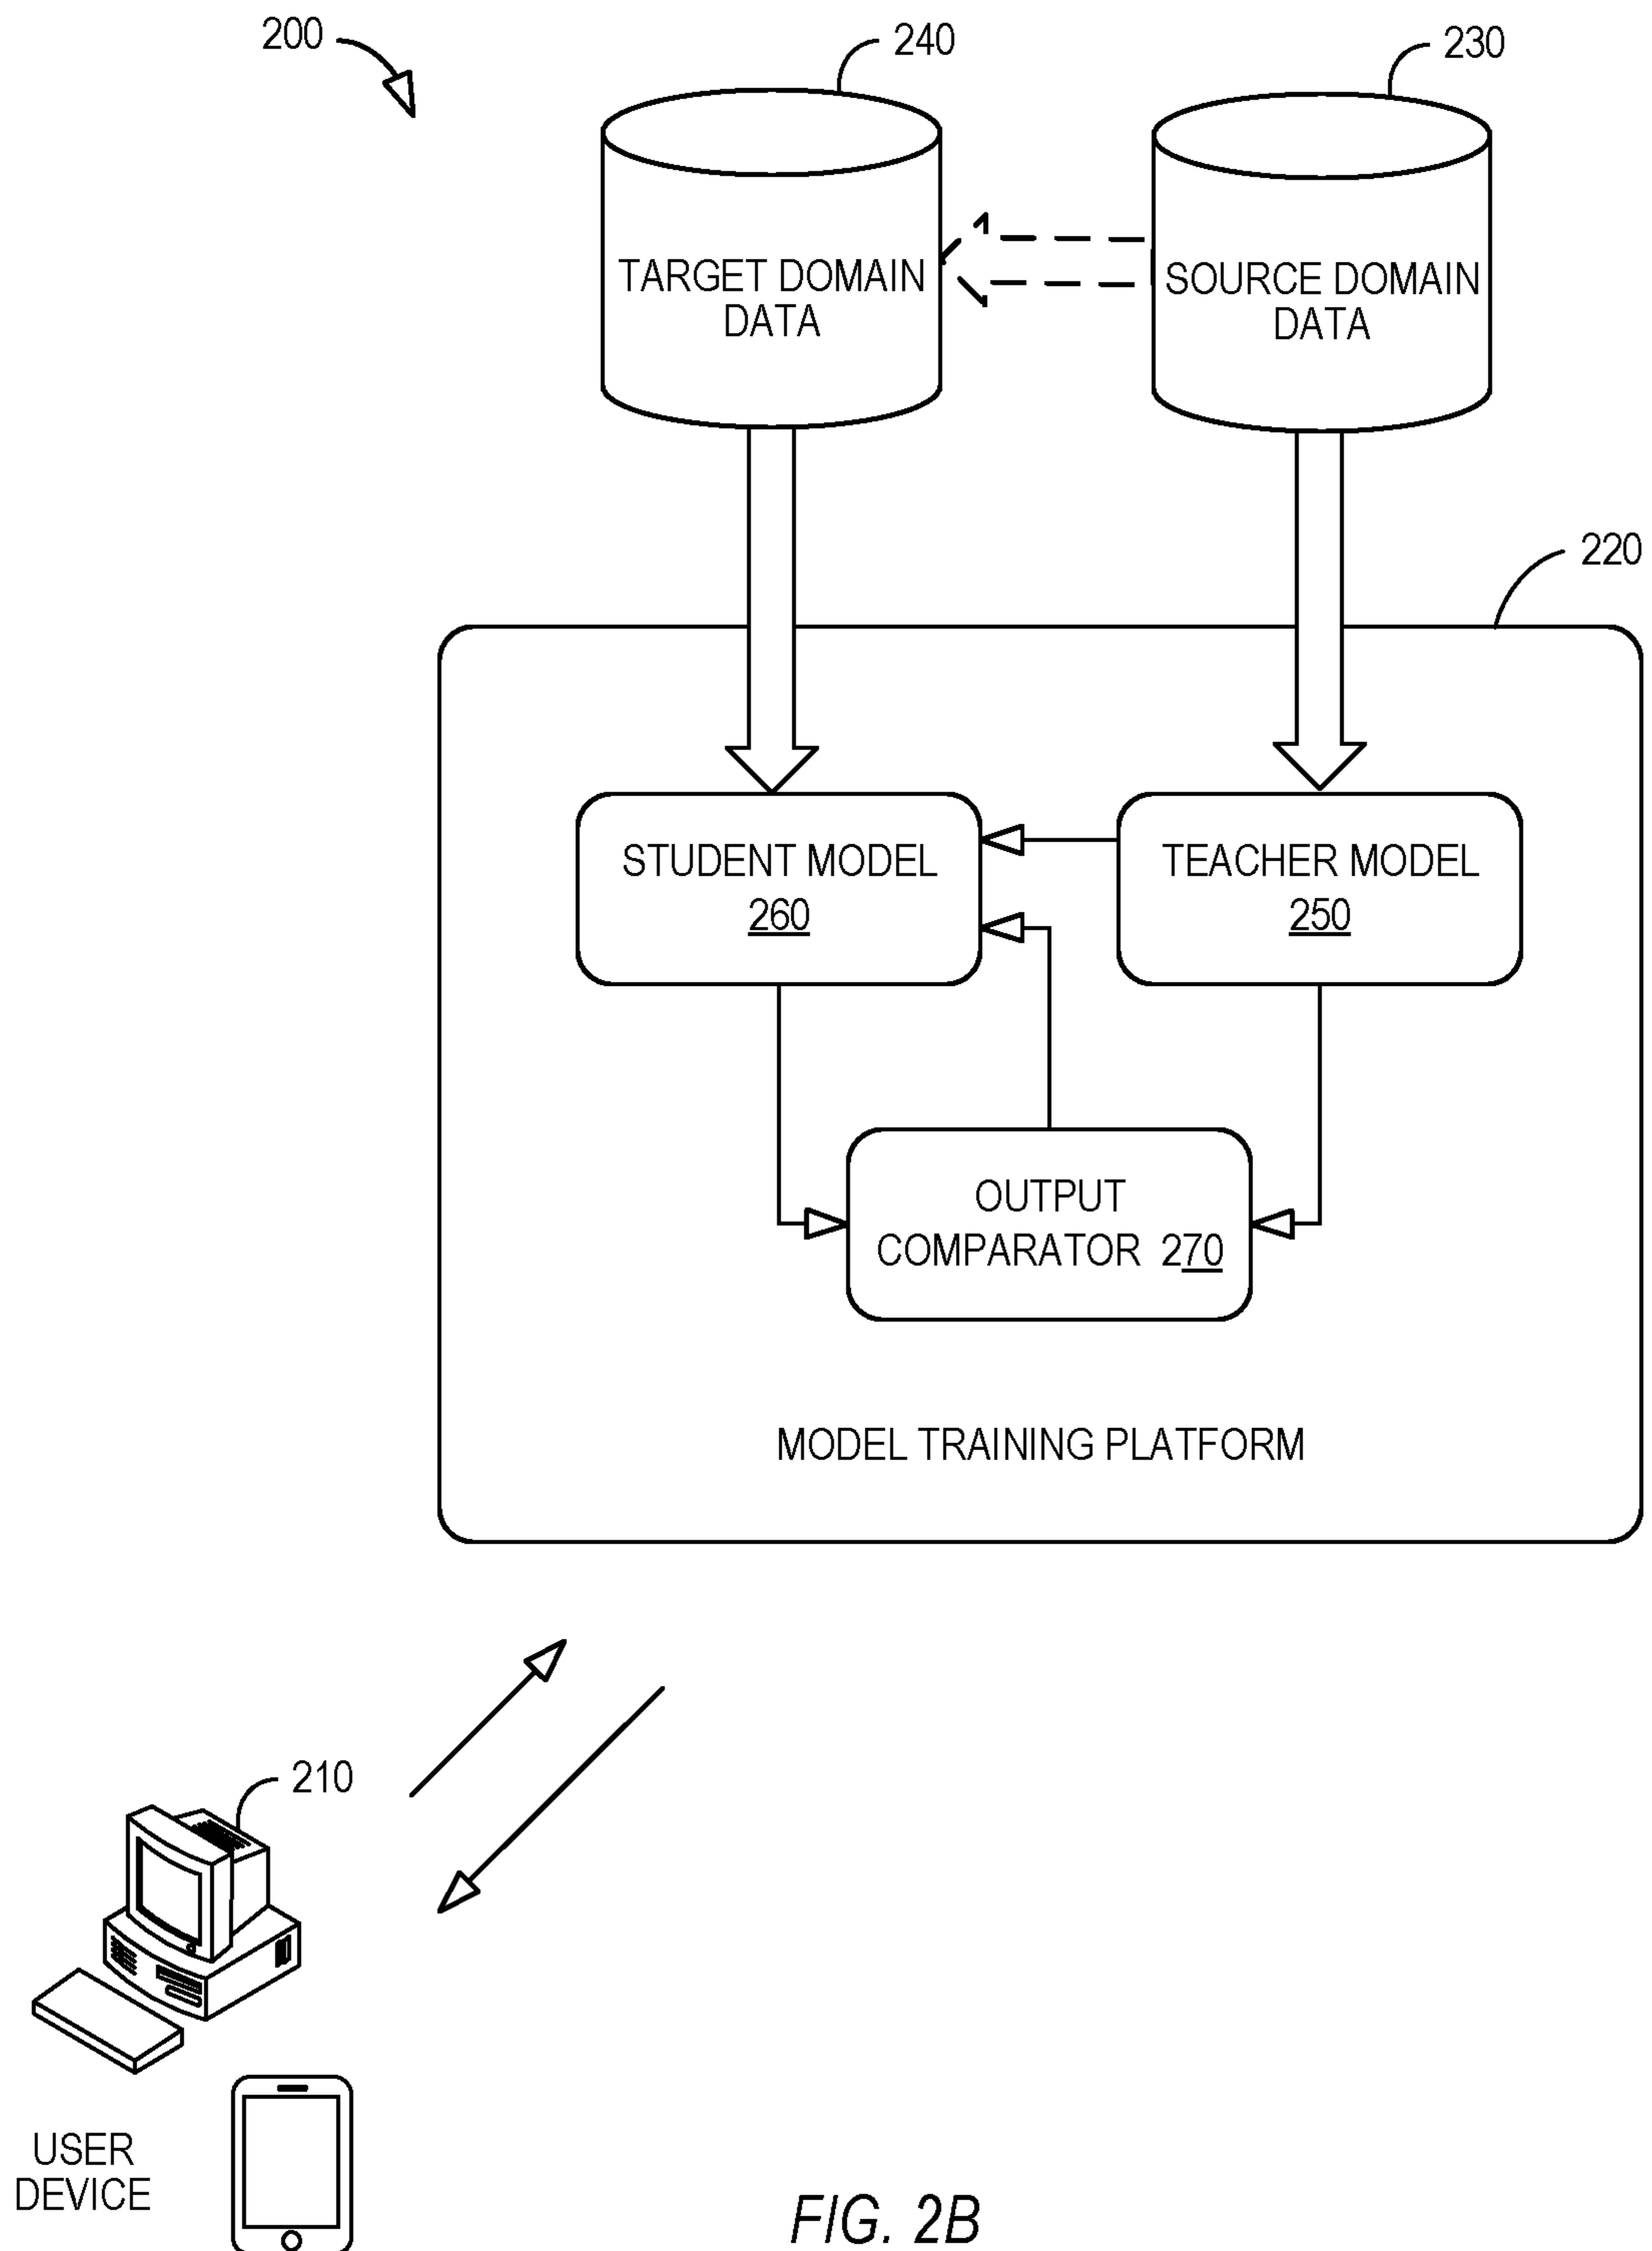 200
240
230
TARGET DOMAIN
DATA
SOURCE DOMAIN
DATA
220
STUDENT MODEL
260
TEACHER MODEL
250
OUTPUT
COMPARATOR 270
MODEL TRAINING PLATFORM
210
USER
DEVICE
FIG. 2B